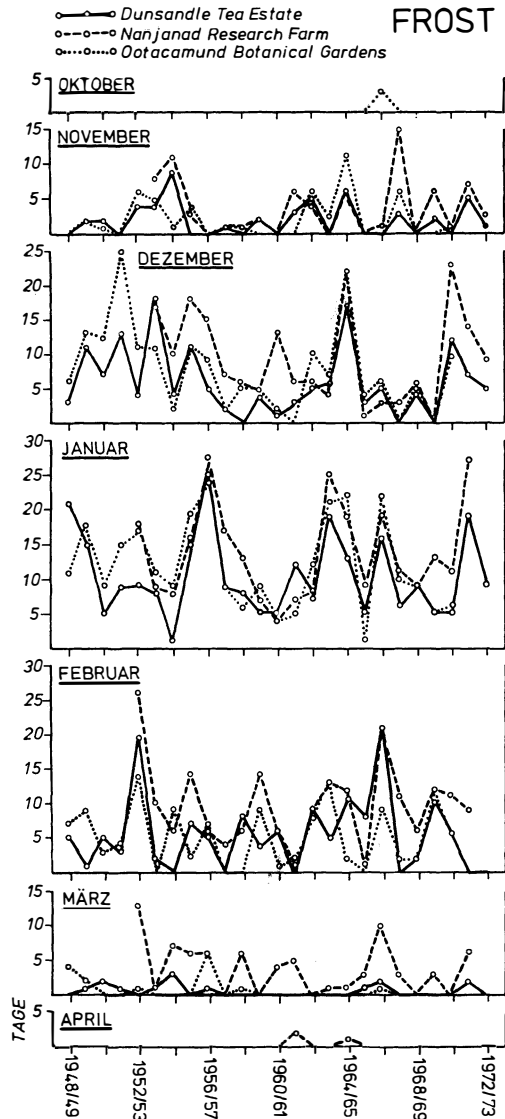 Dunsandle Tea Estate
FROST
Nanjanad Research Farm
Ootacamund Botanical Gardens
5
OKTOBER
15
NOVEMBER
10
5
25
DEZEMBER
20
15
10
5
30
JANUAR
25
20
15
10
5
30
FEBRUAR
25
20
15
10
5
15
MÄRZ
10
5
TAGE
5
APRIL
1948/49
1952/53
1956/57
1960/61
1964/65
1968/69
1972/73